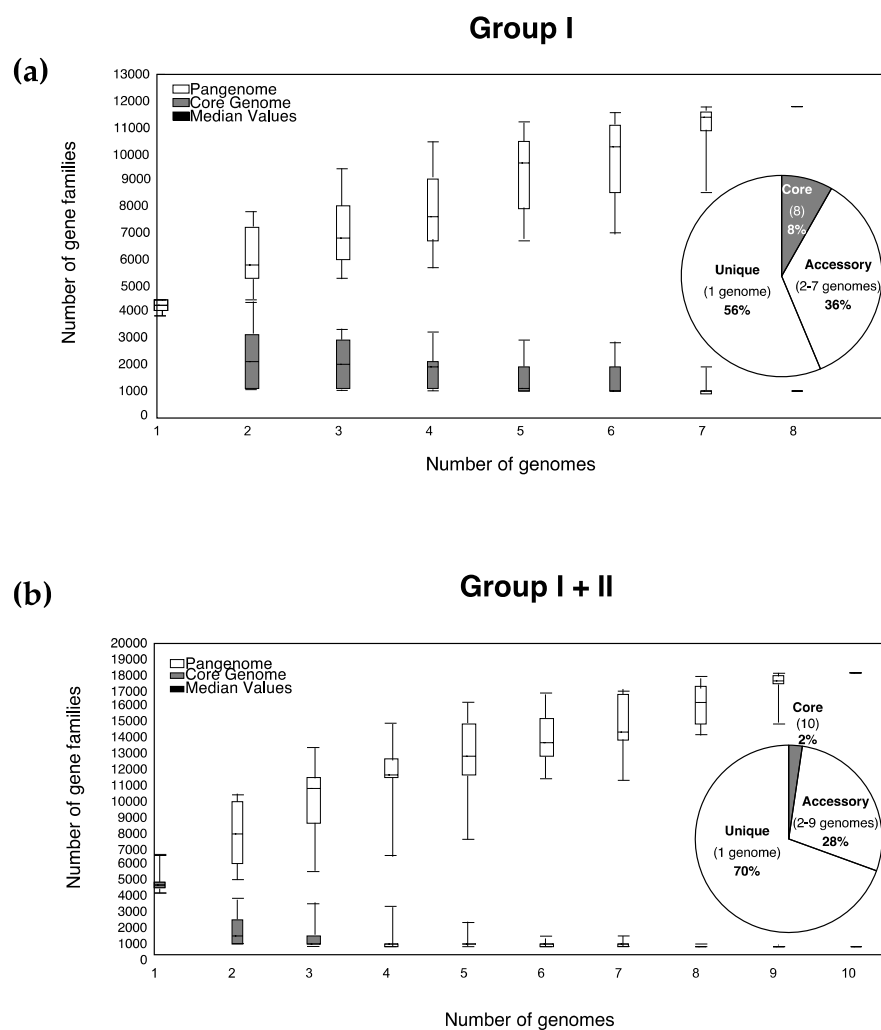 Group I
(a)
Number of gene families
13000
12000
11000
10000
9000
8000
7000
6000
5000
4000
3000
2000
1000
0
Pangenome
Core Genome
Median Values
Core
(8)
8%
Unique
(1 genome)
56%
Accessory
(2-7 genomes)
36%
1 2 3 4 5 6 7 8
Number of genomes
Group I + II
(b)
Number of gene families
20000
19000
18000
17000
16000
15000
14000
13000
12000
11000
10000
9000
8000
7000
6000
5000
4000
3000
2000
1000
0
Pangenome
Core Genome
Median Values
Core
(10)
2%
Accessory
(2-9 genomes)
28%
Unique
(1 genome)
70%
1 2 3 4 5 6 7 8 9 10
Number of genomes